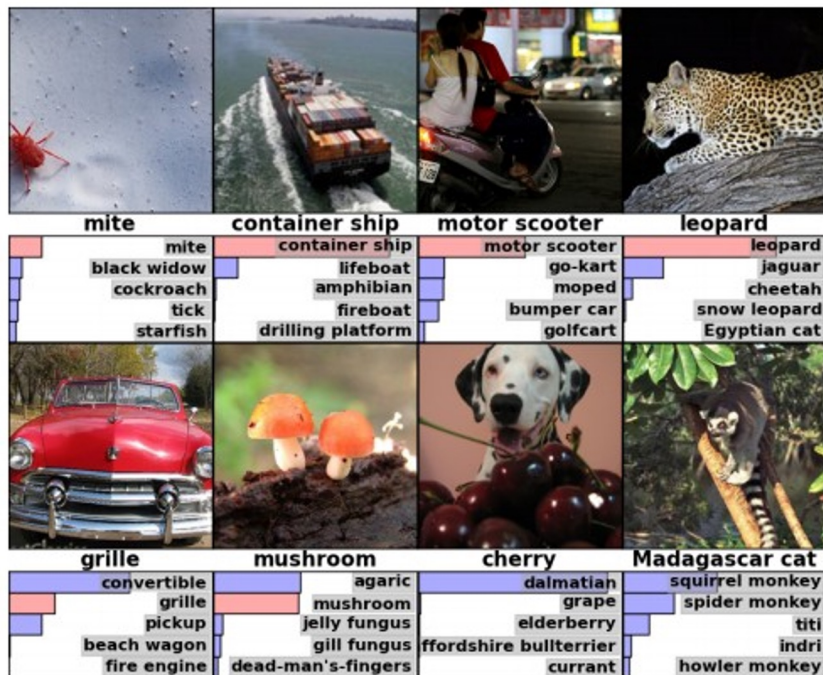 mite container ship motor scooter leopard
mite
black widow
cockroach
tick
starfish
container ship
lifeboat
amphibian
fireboat
drilling platform
motor scooter
go-kart
moped
bumper car
golfcart
leopard
jaguar
cheetah
snow leopard
Egyptian cat
grille mushroom cherry Madagascar cat
convertible
grille
pickup
beach wagon
fire engine
agaric
mushroom
jelly fungus
gill fungus
dead-man's-fingers
dalmatian
grape
elderberry
ffordshire bullterrier
currant
squirrel monkey
spider monkey
titi
indri
howler monkey